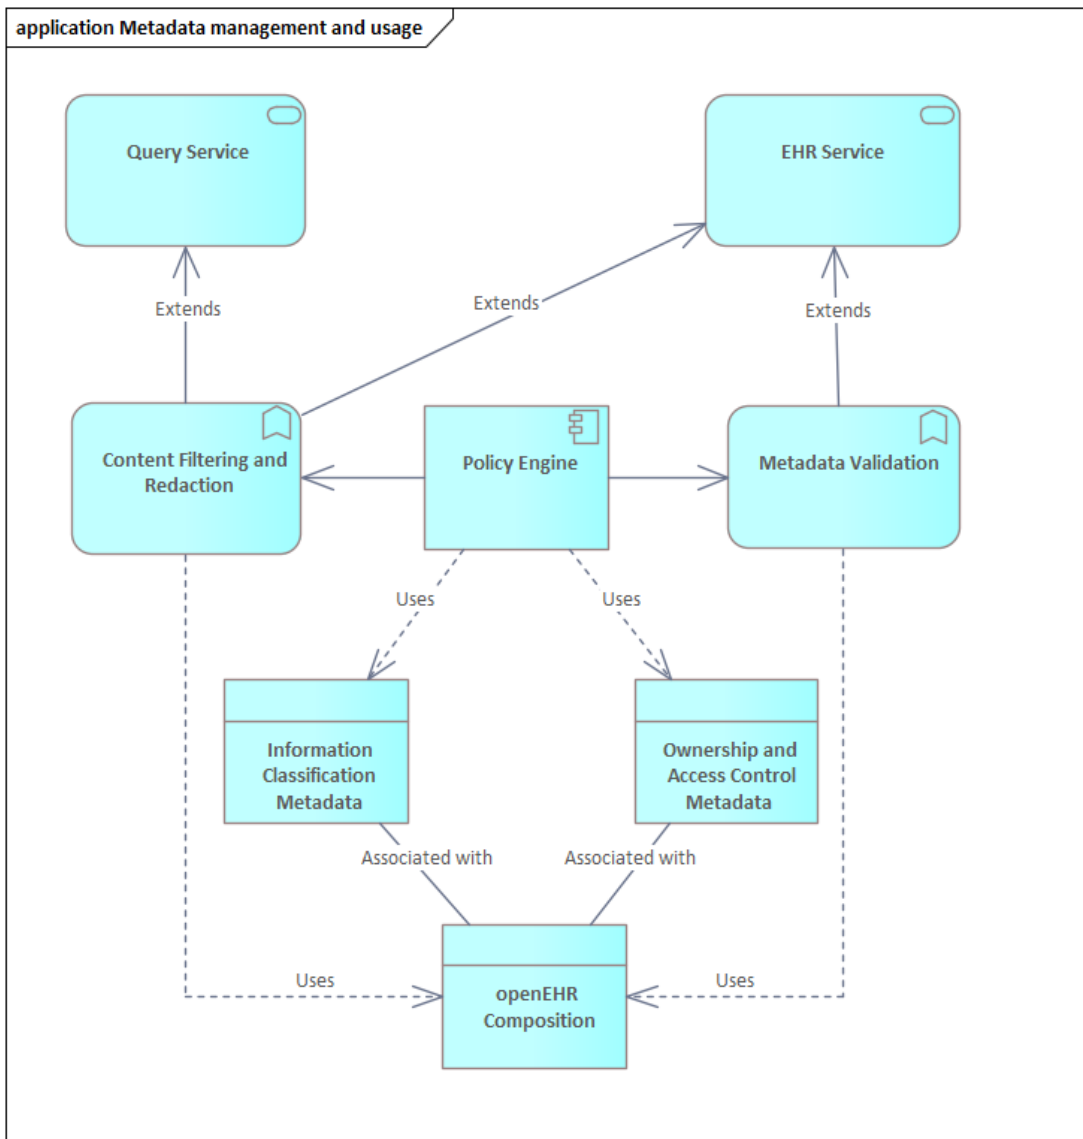 application Metadata management and usage
Query Service
EHR Service
Extends
Extends
Extends
Content Filtering and
Redaction
Policy Engine
Metadata Validation
Uses
Uses
Information
Classification
Metadata
Ownership and
Access Control
Metadata
Associated with
Associated with
Uses
Uses
openEHR
Composition